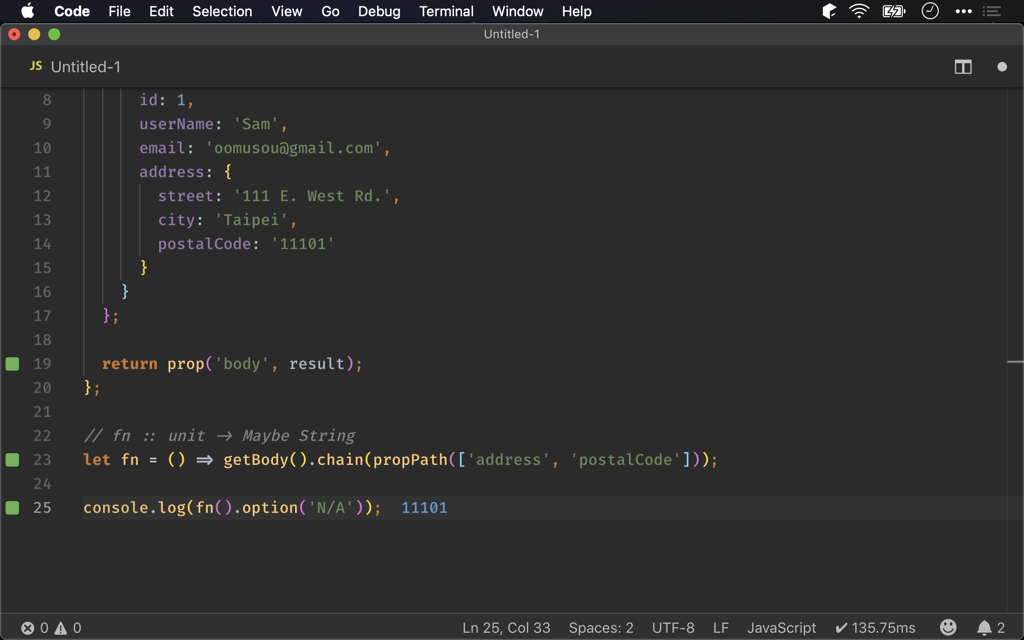 Code File Edit Selection View Go Debug Terminal Window Help
Untitled-1
JS Untitled-1
8 id: 1,
9 userName: 'Sam',
10 email: 'oomusou@gmail.com',
11 address: {
12 street: '111 E. West Rd.',
13 city: 'Taipei',
14 postalCode: '11101'
15 }
16 }
17 };
18
19 return prop('body', result);
20 };
21
22 // fn :: unit → Maybe String
23 let fn = () ⇒ getBody().chain(propPath(['address', 'postalCode']));
24
25 console.log(fn().option('N/A')); 11101
0 0 Ln 25, Col 33 Spaces: 2 UTF-8 LF JavaScript ✔ 135.75ms 2